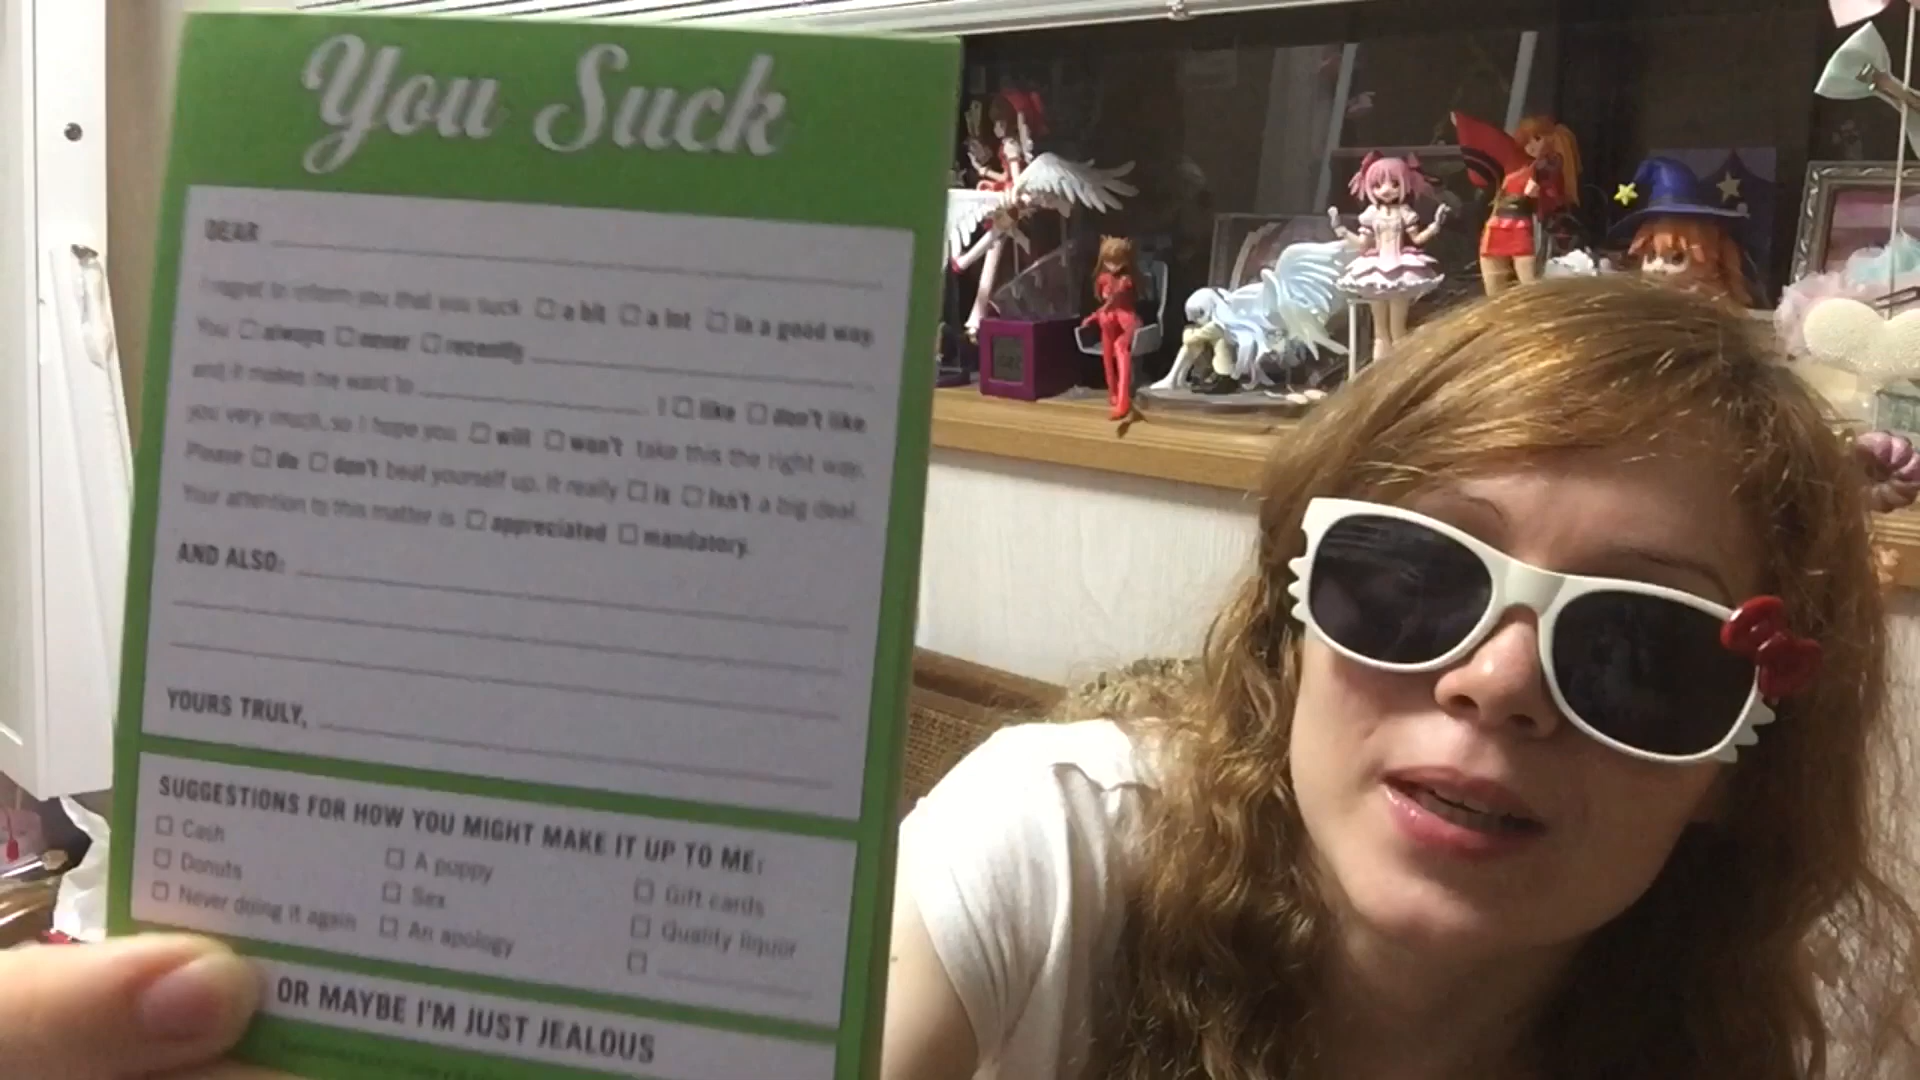 You Suck
DEAR
I regret to inform you that you suck ☐ a bit ☐ a lot ☐ in a good way
You ☐ always ☐ never ☐ recently
and it makes me want to I ☐ like ☐ don't like
you very much, so I hope you ☐ will ☐ won't take this the right way.
Please ☐ do ☐ don't beat yourself up. It really ☐ is ☐ isn't a big deal.
Your attention to this matter is ☐ appreciated ☐ mandatory.
AND ALSO:
YOURS TRULY,
SUGGESTIONS FOR HOW YOU MIGHT MAKE IT UP TO ME:
☐ Cash
☐ Donuts
☐ Never doing it again
☐ A puppy
☐ Sex
☐ An apology
☐ Gift cards
☐ Quality liquor
☐
OR MAYBE I'M JUST JEALOUS